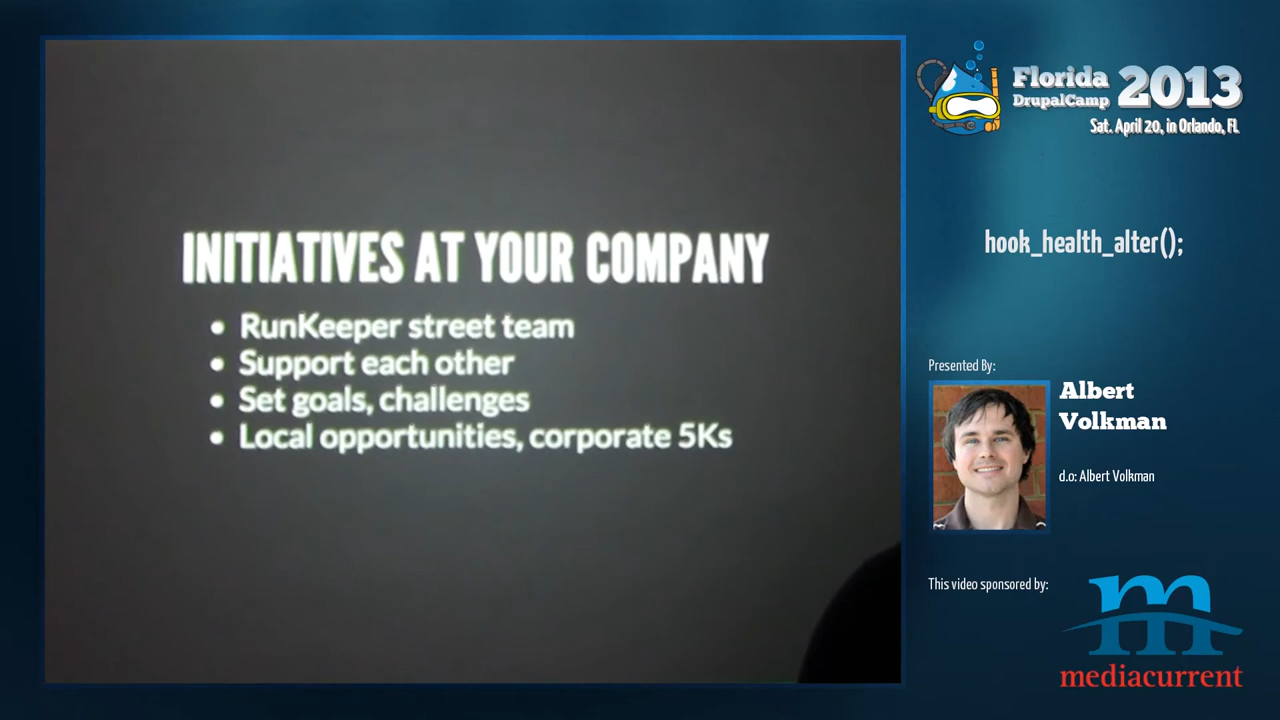 INITIATIVES AT YOUR COMPANY
• RunKeeper street team
• Support each other
• Set goals, challenges
• Local opportunities, corporate 5Ks
Florida
DrupalCamp
2013
Sat. April 20, in Orlando, FL
hook_health_alter();
Presented By:
Albert
Volkman
d.o: Albert Volkman
This video sponsored by:
m
mediacurrent